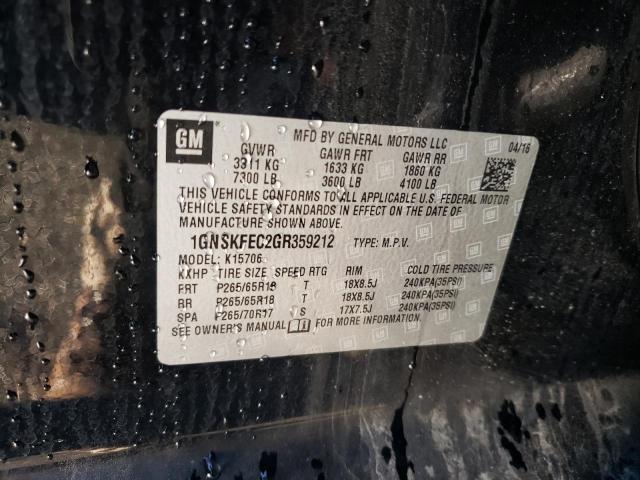 GM
MFD BY GENERAL MOTORS LLC 04/16
GVWR GAWR FRT GAWR RR
3311 KG 1633 KG 1860 KG
7300 LB 3600 LB 4100 LB
THIS VEHICLE CONFORMS TO ALL APPLICABLE U.S. FEDERAL MOTOR
VEHICLE SAFETY STANDARDS IN EFFECT ON THE DATE OF
MANUFACTURE SHOWN ABOVE.
1GNSKFEC2GR359212 TYPE: M.P.V.
MODEL: K15706
KXHP TIRE SIZE SPEED RTG RIM COLD TIRE PRESSURE
FRT P265/65R18 T 18X8.5J 240KPA(35PSI)
RR P265/65R18 T 18X8.5J 240KPA(35PSI)
SPA P265/70R17 S 17X7.5J 240KPA(35PSI)
SEE OWNER'S MANUAL FOR MORE INFORMATION.